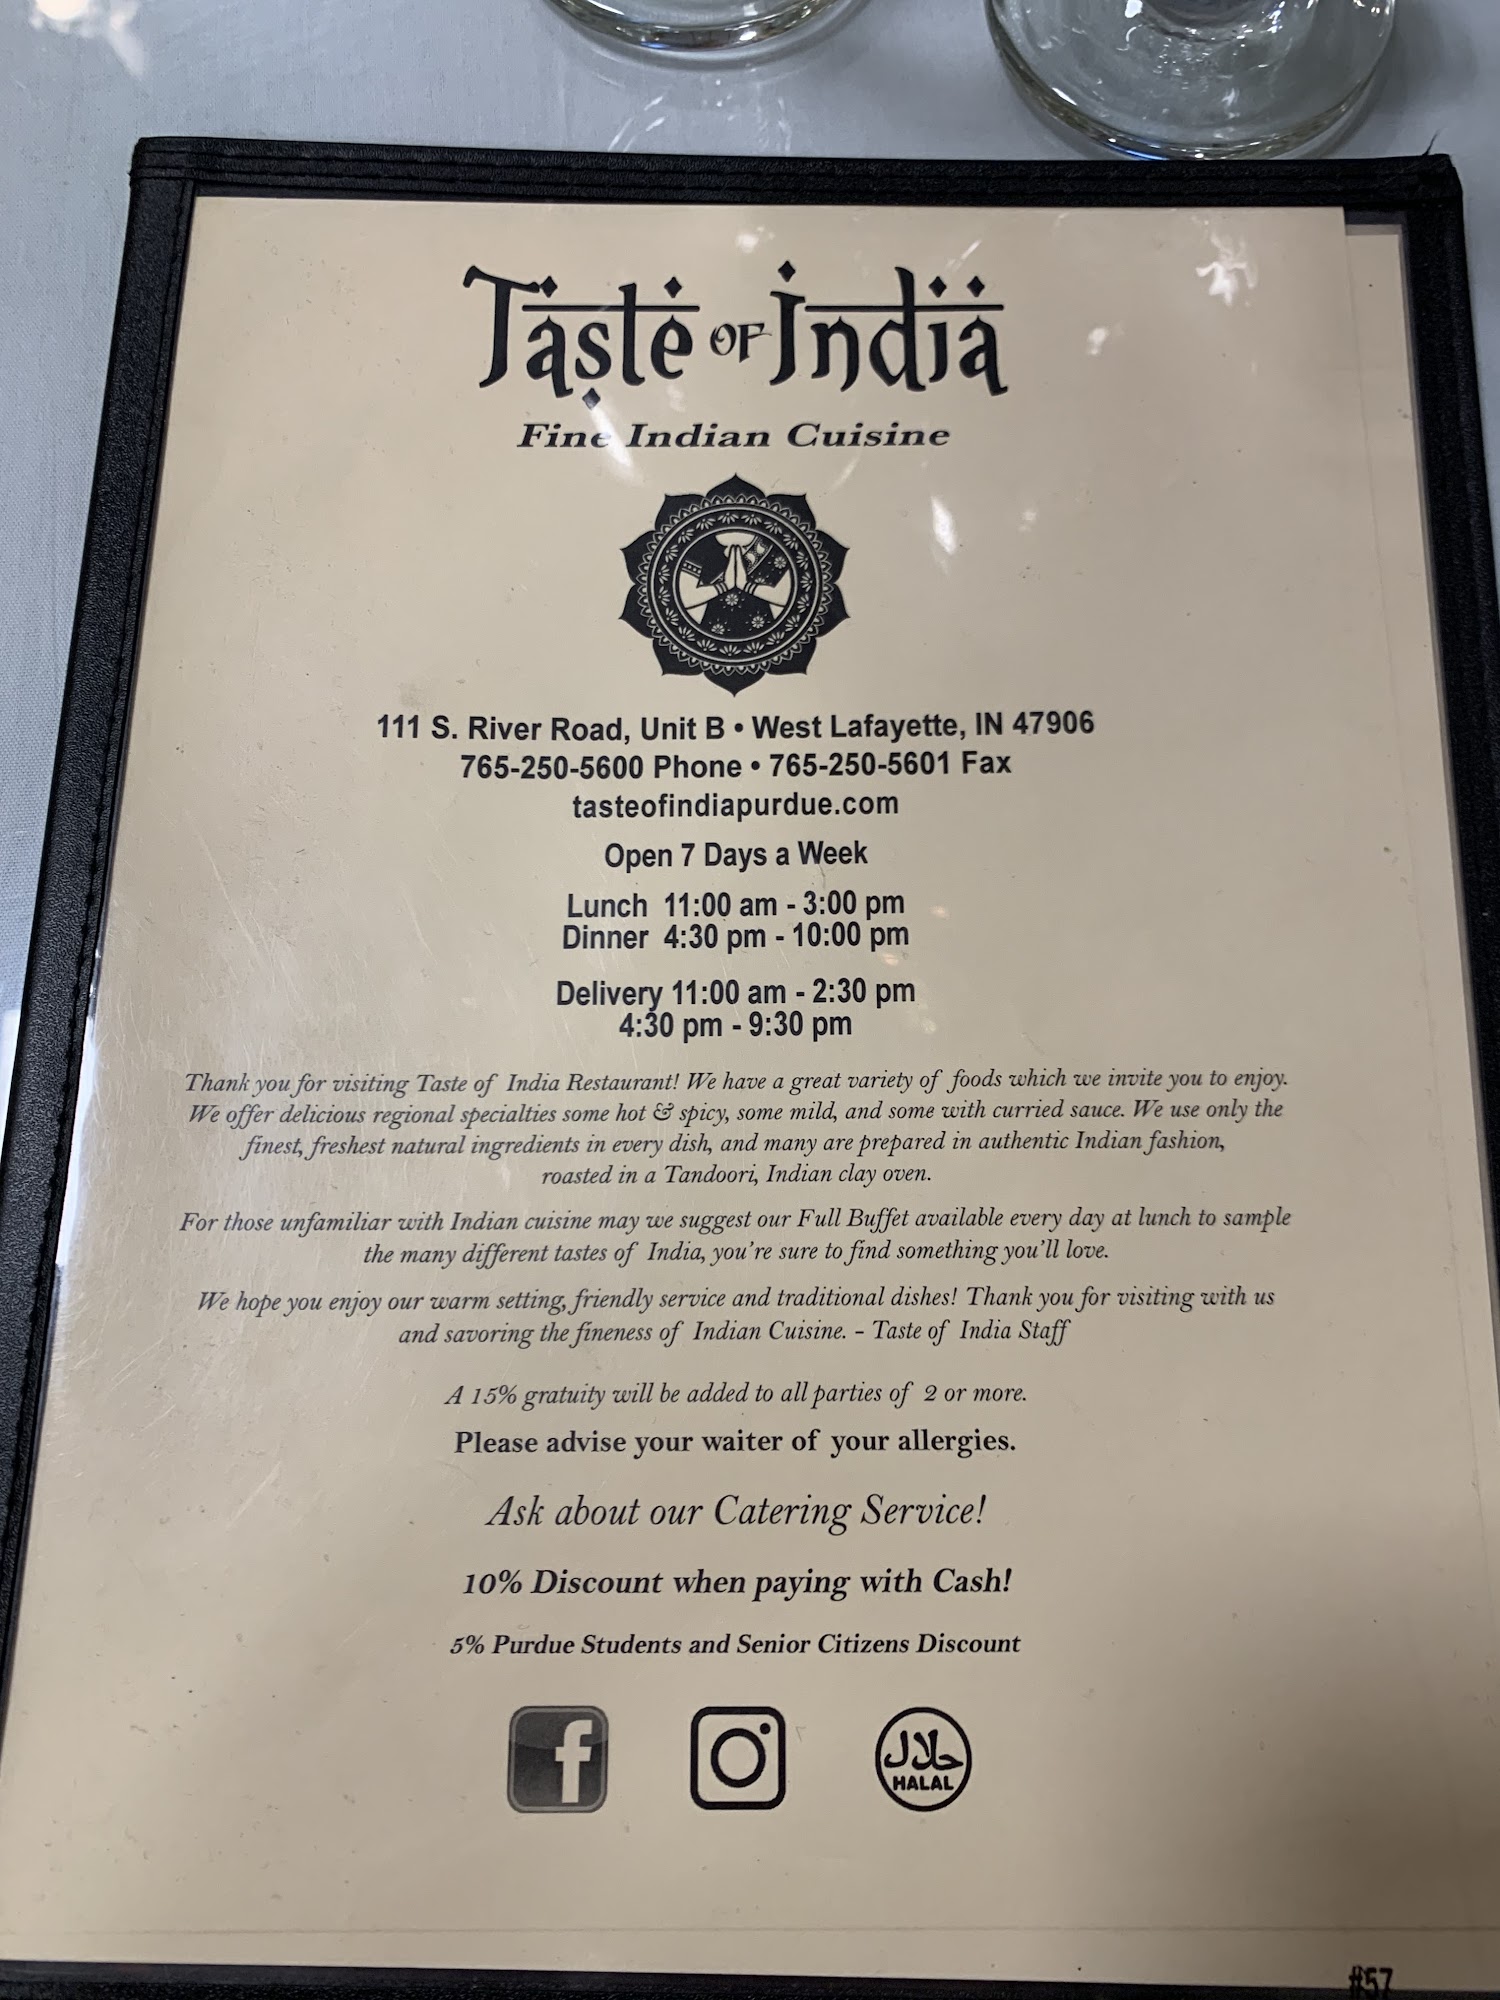 Taste of India
Fine Indian Cuisine
111 S. River Road, Unit B • West Lafayette, IN 47906
765-250-5600 Phone • 765-250-5601 Fax
tasteofindiapurdue.com
Open 7 Days a Week
Lunch 11:00 am - 3:00 pm
Dinner 4:30 pm - 10:00 pm
Delivery 11:00 am - 2:30 pm
4:30 pm - 9:30 pm
Thank you for visiting Taste of India Restaurant! We have a great variety of foods which we invite you to enjoy.
We offer delicious regional specialties some hot & spicy, some mild, and some with curried sauce. We use only the
finest, freshest natural ingredients in every dish, and many are prepared in authentic Indian fashion,
roasted in a Tandoori, Indian clay oven.
For those unfamiliar with Indian cuisine may we suggest our Full Buffet available every day at lunch to sample
the many different tastes of India, you're sure to find something you'll love.
We hope you enjoy our warm setting, friendly service and traditional dishes! Thank you for visiting with us
and savoring the fineness of Indian Cuisine. - Taste of India Staff
A 15% gratuity will be added to all parties of 2 or more.
Please advise your waiter of your allergies.
Ask about our Catering Service!
10% Discount when paying with Cash!
5% Purdue Students and Senior Citizens Discount
f
حلال
HALAL
#57